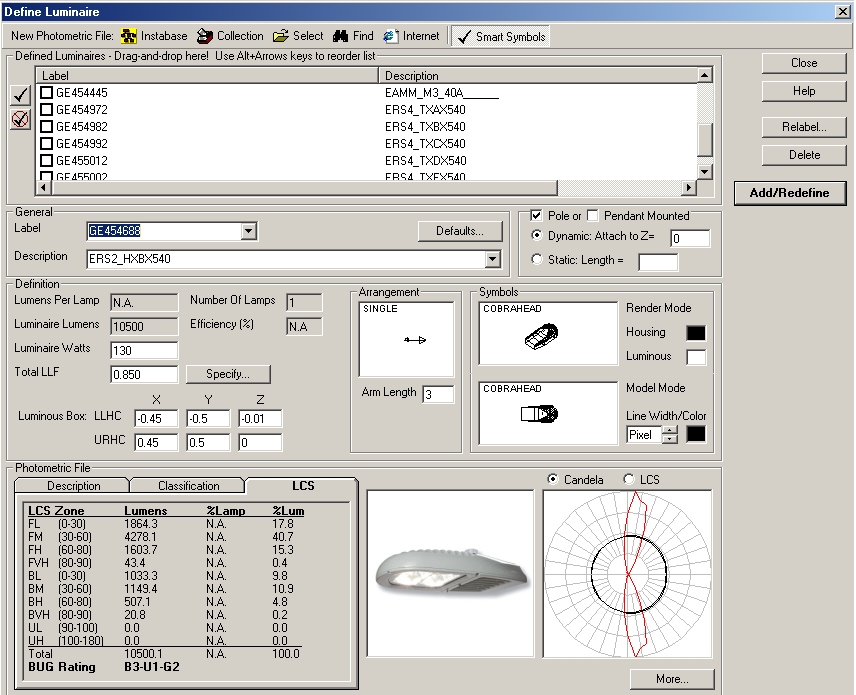 Define Luminaire
New Photometric File: Instabase Collection Select Find Internet Smart Symbols
Defined Luminaires - Drag-and-drop here! Use Alt+Arrows keys to reorder list
Label Description
GE454445 EAMM_M3_40A______
GE454972 ERS4_TXAX540
GE454982 ERS4_TXBX540
GE454992 ERS4_TXCX540
GE455012 ERS4_TXDX540
GE455002 ERS4_TXEX540
Close
Help
Relabel...
Delete
Add/Redefine
General
Label GE454688 Defaults...
Description ERS2_HXBX540
Pole or Pendant Mounted
Dynamic: Attach to Z= 0
Static: Length =
Definition
Lumens Per Lamp N.A. Number Of Lamps 1
Luminaire Lumens 10500 Efficiency (%) N.A
Luminaire Watts 130
Total LLF 0.850 Specify...
X Y Z
Luminous Box: LLHC -0.45 -0.5 -0.01
URHC 0.45 0.5 0
Arrangement
SINGLE
Arm Length 3
Symbols
COBRAHEAD
Render Mode
Housing
Luminous
COBRAHEAD
Model Mode
Line Width/Color
Pixel
Photometric File
Description Classification LCS
LCS Zone Lumens %Lamp %Lum
FL (0-30) 1864.3 N.A. 17.8
FM (30-60) 4278.1 N.A. 40.7
FH (60-80) 1603.7 N.A. 15.3
FVH (80-90) 43.4 N.A. 0.4
BL (0-30) 1033.3 N.A. 9.8
BM (30-60) 1149.4 N.A. 10.9
BH (60-80) 507.1 N.A. 4.8
BVH (80-90) 20.8 N.A. 0.2
UL (90-100) 0.0 N.A. 0.0
UH (100-180) 0.0 N.A. 0.0
Total 10500.1 N.A. 100.0
BUG Rating B3-U1-G2
Candela LCS
More...